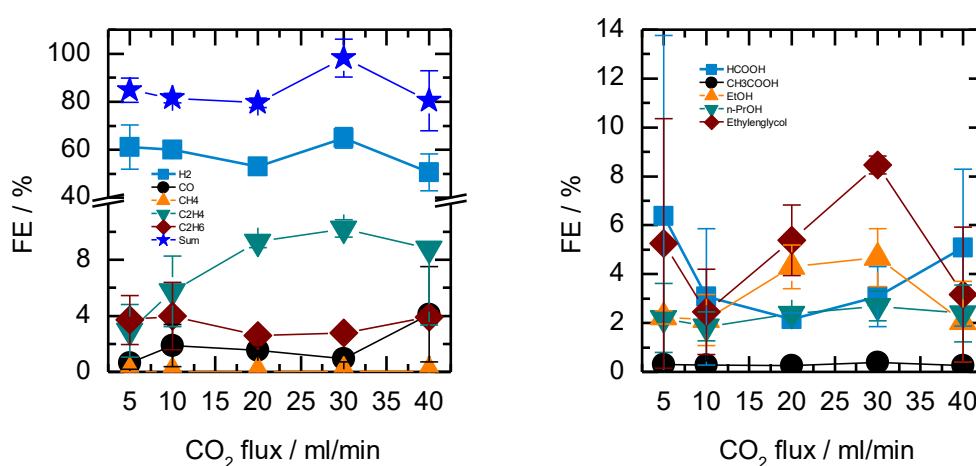 100
80
60
40
8
4
0
FE / %
H2
CO
CH4
C2H4
C2H6
Sum
5 10 15 20 25 30 35 40
CO2 flux / ml/min
14
12
10
8
6
4
2
0
FE / %
HCOOH
CH3COOH
EtOH
n-PrOH
Ethylenglycol
5 10 15 20 25 30 35 40
CO2 flux / ml/min